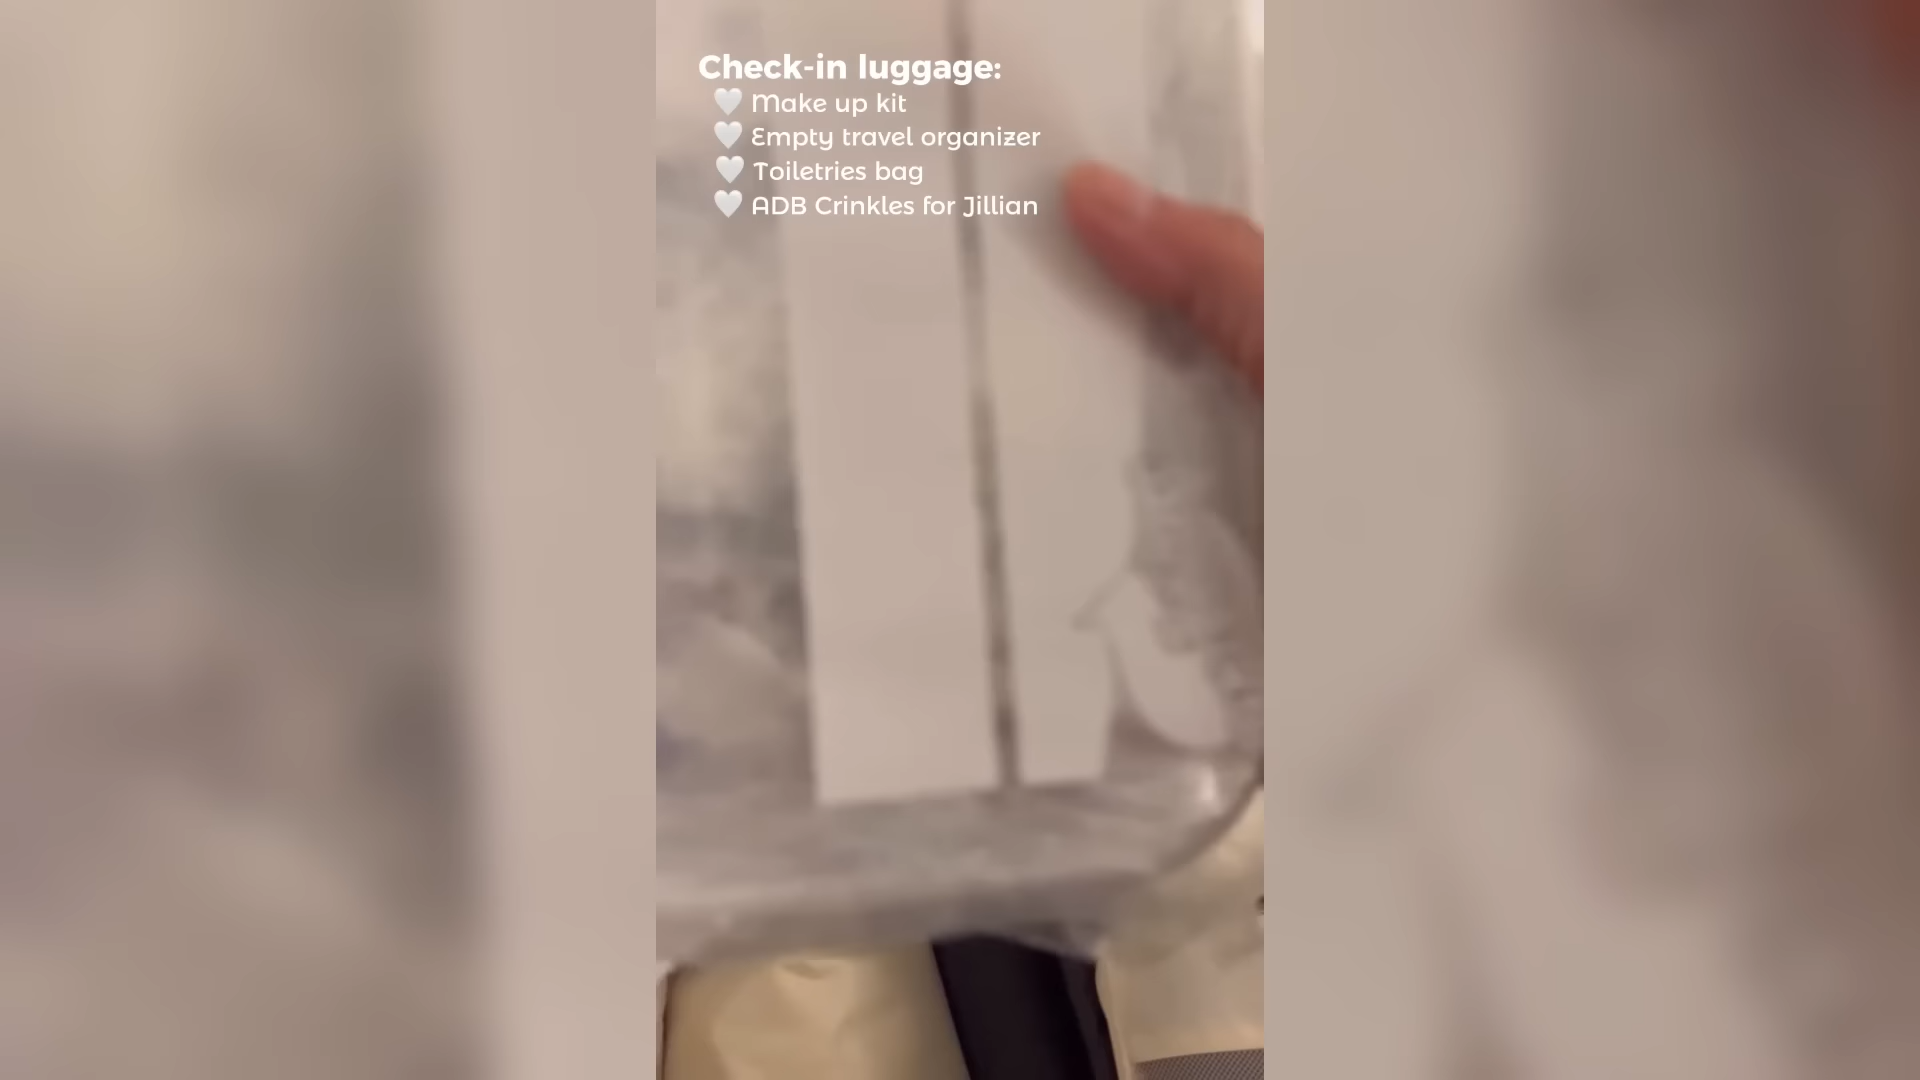 Check-in luggage:
🤍 Make up kit
🤍 Empty travel organizer
🤍 Toiletries bag
🤍 ADB Crinkles for Jillian